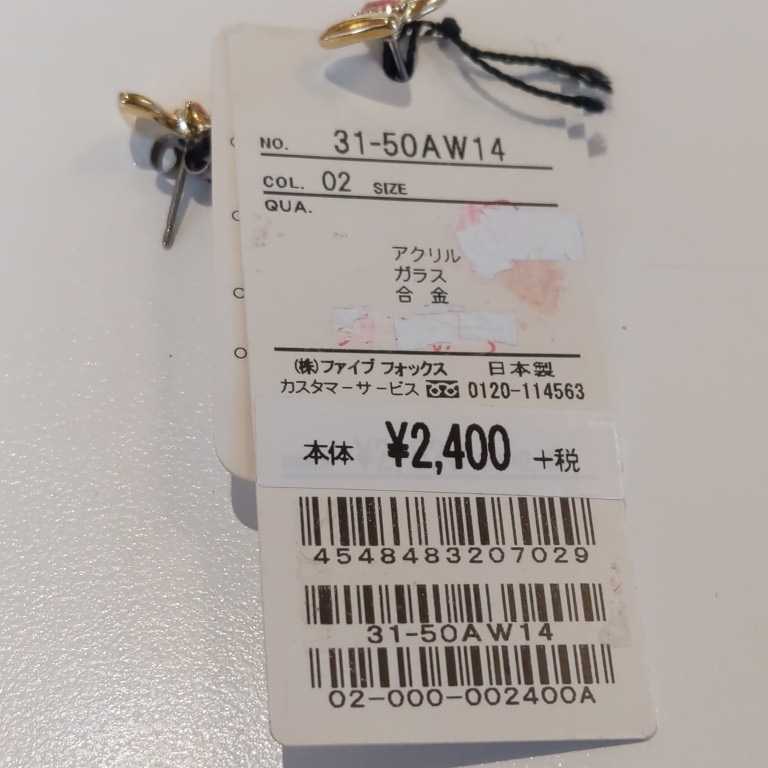 NO. 31-50AW14
COL. 02 SIZE
QUA.
アクリル
ガラス
合 金
(株)ファイブ フォックス 日本製
カスタマーサービス 0120-114563
本体 ¥2,400 +税
4548483207029
31-50AW14
02-000-002400A